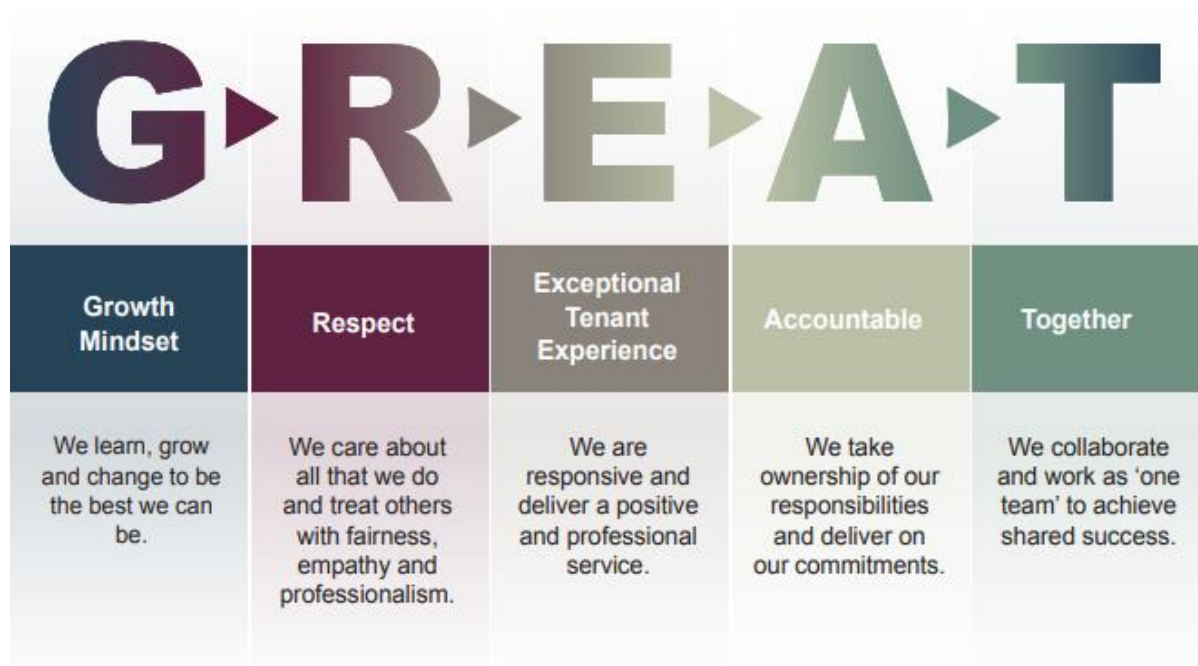 GREAT
Growth
Mindset
We learn, grow
and change to be
the best we can
be.
Respect
We care about
all that we do
and treat others
with fairness,
empathy and
professionalism.
Exceptional
Tenant
Experience
We are
responsive and
deliver a positive
and professional
service.
Accountable
We take
ownership of our
responsibilities
and deliver on
our commitments.
Together
We collaborate
and work as ‘one
team’ to achieve
shared success.